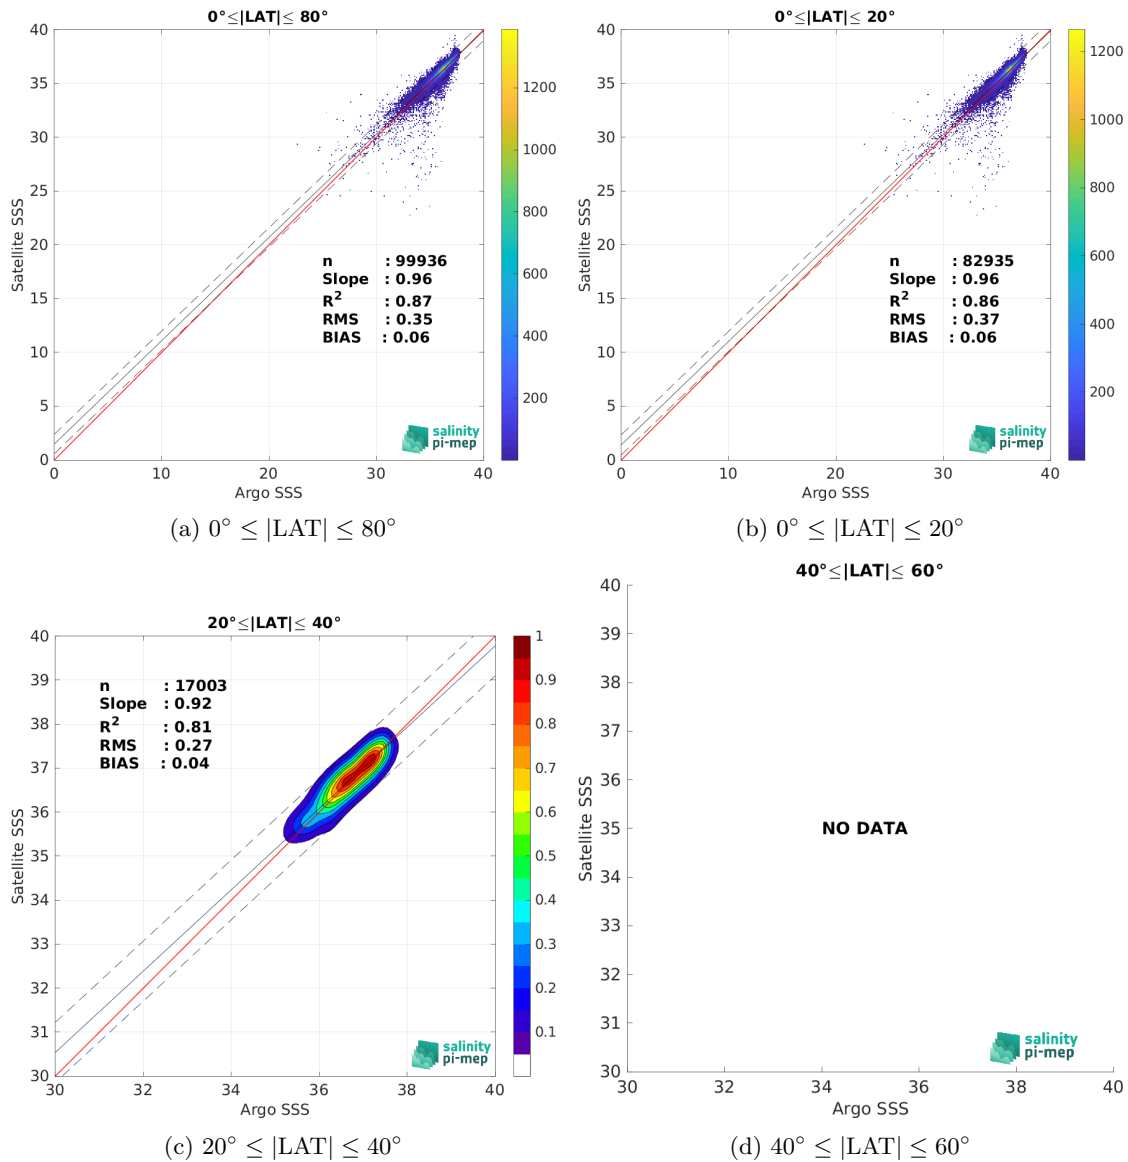 0°≤|LAT|≤ 80°
40
35
30
25
20
15
10
5
0
Satellite SSS
n : 99936
Slope : 0.96
R² : 0.87
RMS : 0.35
BIAS : 0.06
salinity
pi-mep
0 10 20 30 40
Argo SSS
1200
1000
800
600
400
200
(a) 0° ≤ |LAT| ≤ 80°
0°≤|LAT|≤ 20°
40
35
30
25
20
15
10
5
0
Satellite SSS
n : 82935
Slope : 0.96
R² : 0.86
RMS : 0.37
BIAS : 0.06
salinity
pi-mep
0 10 20 30 40
Argo SSS
1200
1000
800
600
400
200
(b) 0° ≤ |LAT| ≤ 20°
20°≤|LAT|≤ 40°
40
39
38
37
36
35
34
33
32
31
30
Satellite SSS
n : 17003
Slope : 0.92
R² : 0.81
RMS : 0.27
BIAS : 0.04
salinity
pi-mep
30 32 34 36 38 40
Argo SSS
1
0.9
0.8
0.7
0.6
0.5
0.4
0.3
0.2
0.1
(c) 20° ≤ |LAT| ≤ 40°
40°≤|LAT|≤ 60°
40
39
38
37
36
35
34
33
32
31
30
Satellite SSS
NO DATA
salinity
pi-mep
30 32 34 36 38 40
Argo SSS
(d) 40° ≤ |LAT| ≤ 60°